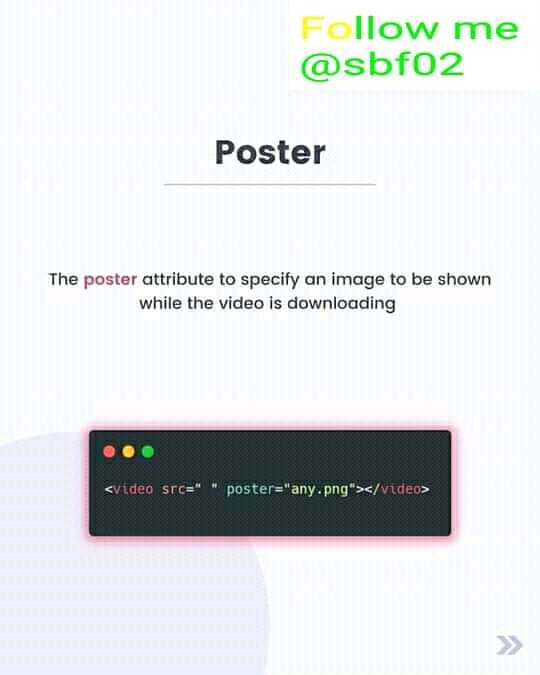 Follow me
@sbf02
Poster
The poster attribute to specify an image to be shown
while the video is downloading
<video src=" " poster="any.png"></video>